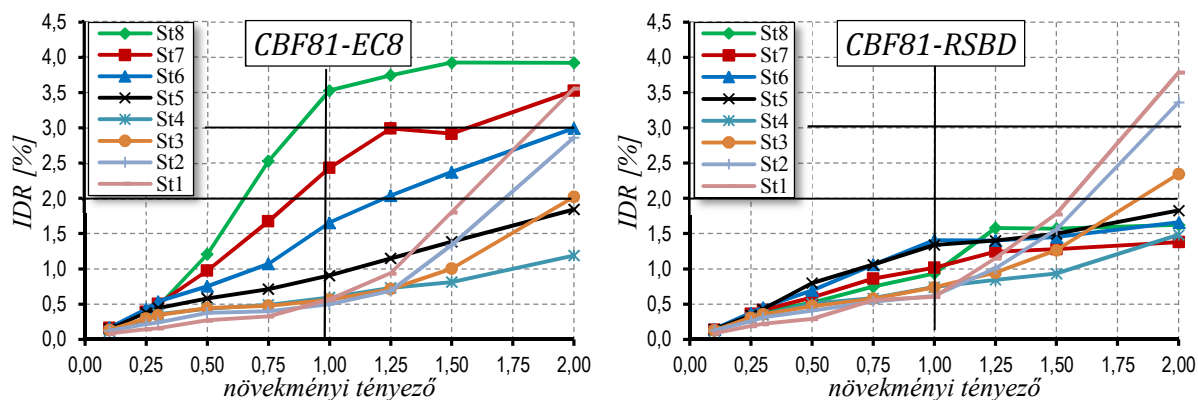 CBF81-EC8
IDR [%]
4,5
4,0
3,5
3,0
2,5
2,0
1,5
1,0
0,5
0,0
St8
St7
St6
St5
St4
St3
St2
St1
0,00 0,25 0,50 0,75 1,00 1,25 1,50 1,75 2,00
növekményi tényező
CBF81-RSBD
IDR [%]
4,5
4,0
3,5
3,0
2,5
2,0
1,5
1,0
0,5
0,0
St8
St7
St6
St5
St4
St3
St2
St1
0,00 0,25 0,50 0,75 1,00 1,25 1,50 1,75 2,00
növekményi tényező